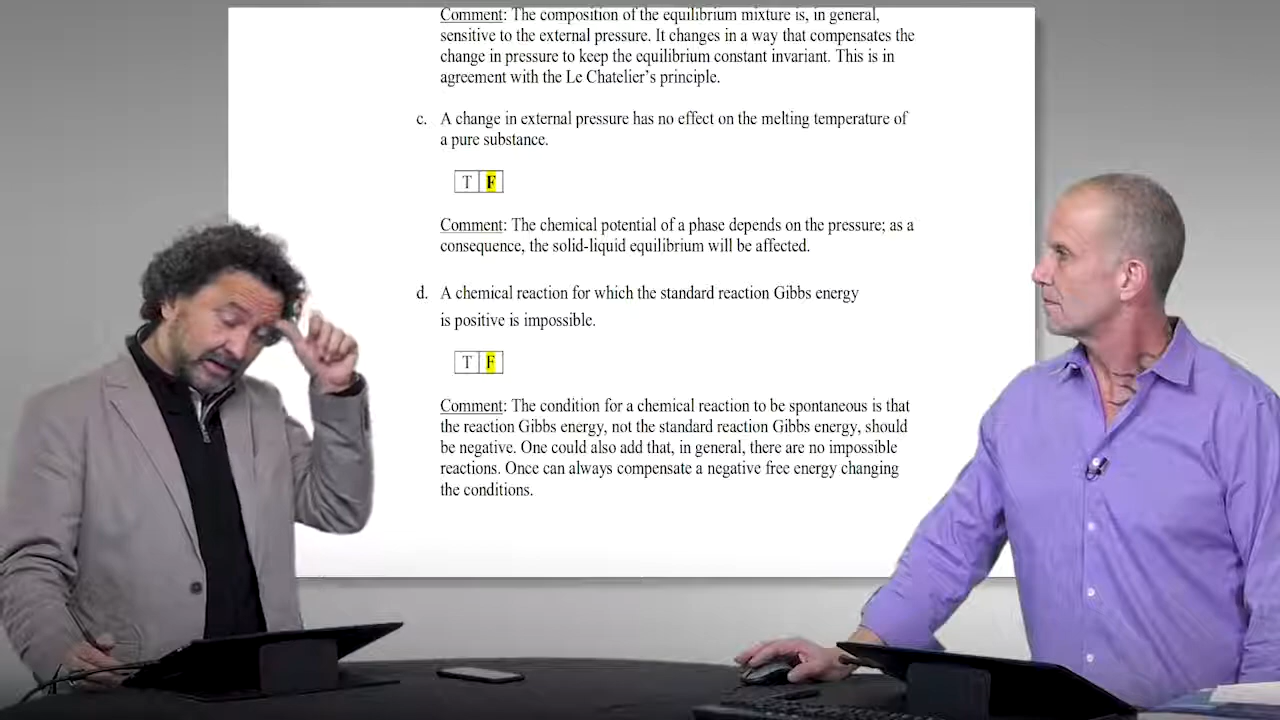 Comment: The composition of the equilibrium mixture is, in general,
sensitive to the external pressure. It changes in a way that compensates the
change in pressure to keep the equilibrium constant invariant. This is in
agreement with the Le Chatelier’s principle.
c. A change in external pressure has no effect on the melting temperature of
a pure substance.
T F
Comment: The chemical potential of a phase depends on the pressure; as a
consequence, the solid-liquid equilibrium will be affected.
d. A chemical reaction for which the standard reaction Gibbs energy
is positive is impossible.
T F
Comment: The condition for a chemical reaction to be spontaneous is that
the reaction Gibbs energy, not the standard reaction Gibbs energy, should
be negative. One could also add that, in general, there are no impossible
reactions. Once can always compensate a negative free energy changing
the conditions.